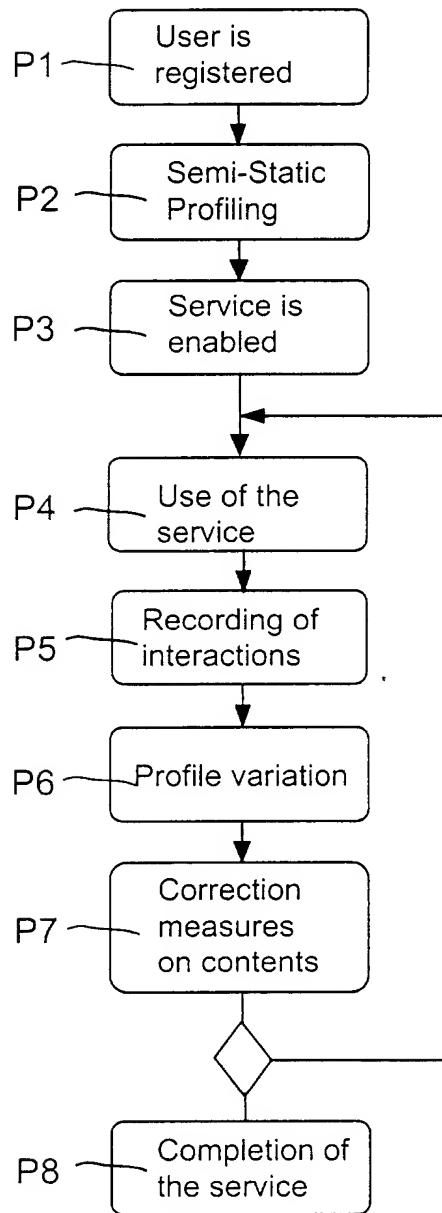 P1
User is
registered
P2
Semi-Static
Profiling
P3
Service is
enabled
P4
Use of the
service
P5
Recording of
interactions
P6
Profile variation
P7
Correction
measures
on contents
P8
Completion of
the service